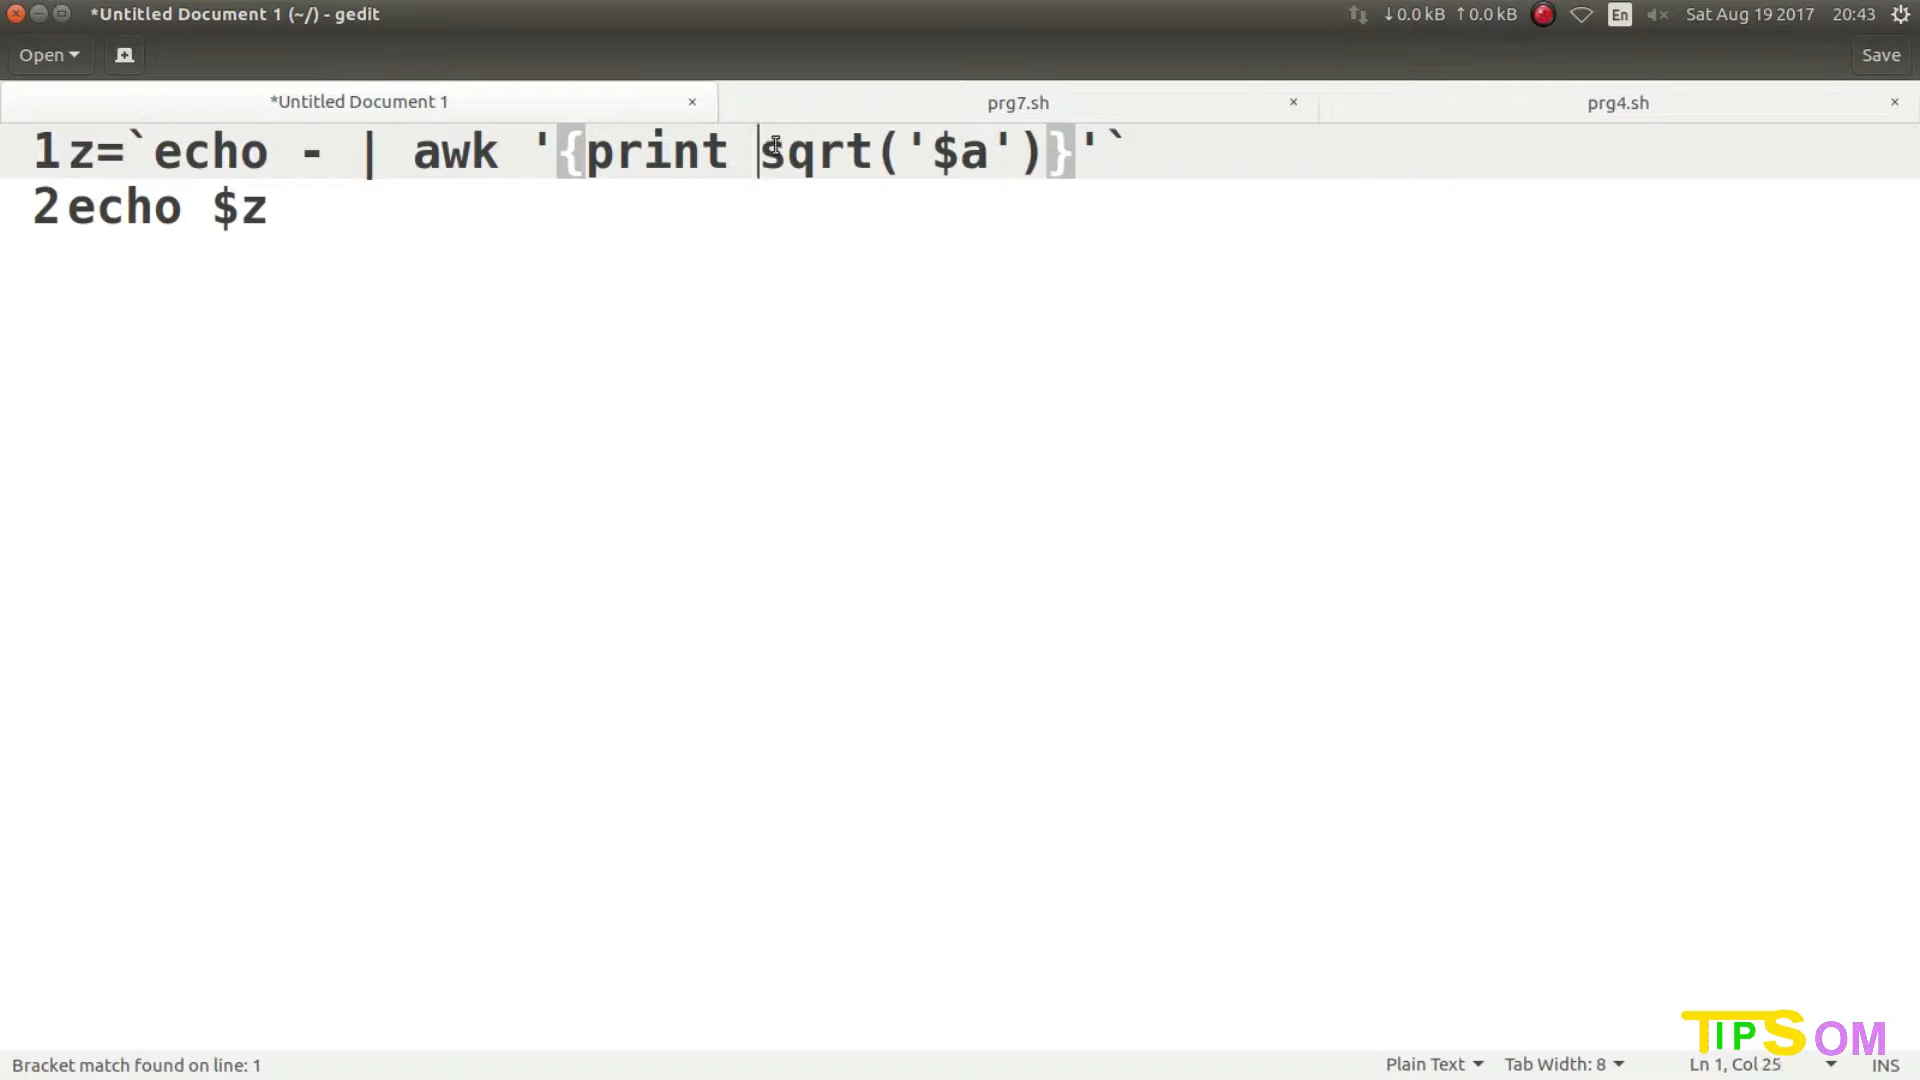 *Untitled Document 1 (~/) - gedit
↓0.0 kB ↑0.0 kB En Sat Aug 19 2017 20:43
Open Save
*Untitled Document 1 × prg7.sh × prg4.sh ×
1 z=`echo - | awk '{print sqrt('$a')}'`
2 echo $z
TIPSOM
Bracket match found on line: 1 Plain Text Tab Width: 8 Ln 1, Col 25 INS